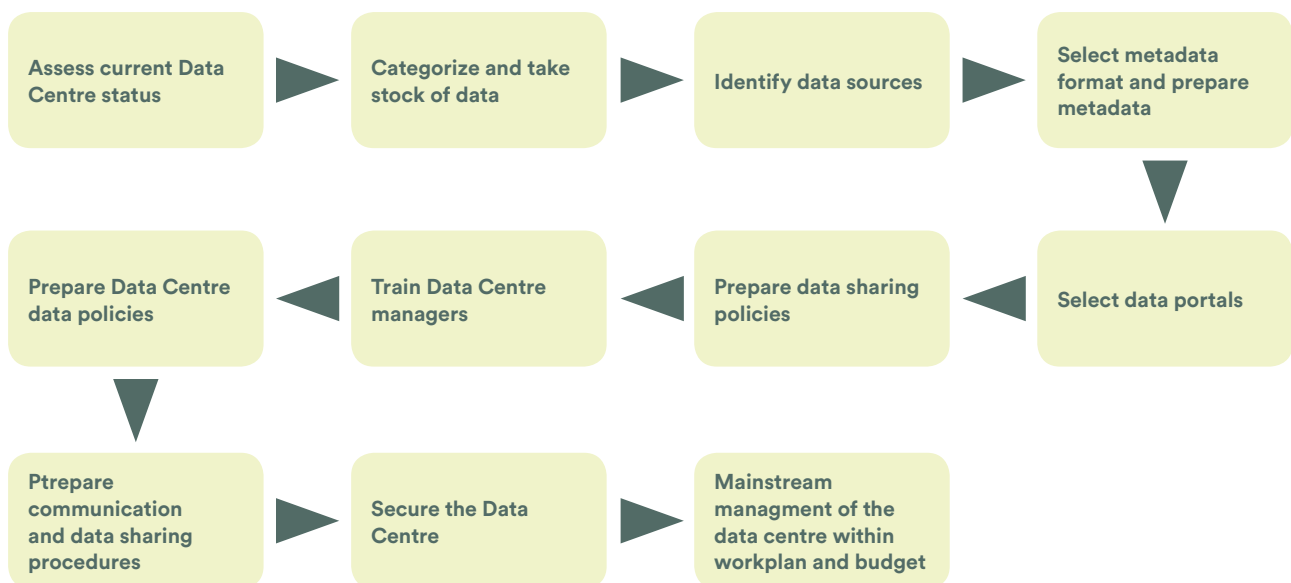 Assess current Data
Centre status
Categorize and take
stock of data
Identify data sources
Select metadata
format and prepare
metadata
Select data portals
Prepare data sharing
policies
Train Data Centre
managers
Prepare Data Centre
data policies
Ptrepare
communication
and data sharing
procedures
Secure the Data
Centre
Mainstream
managment of the
data centre within
workplan and budget